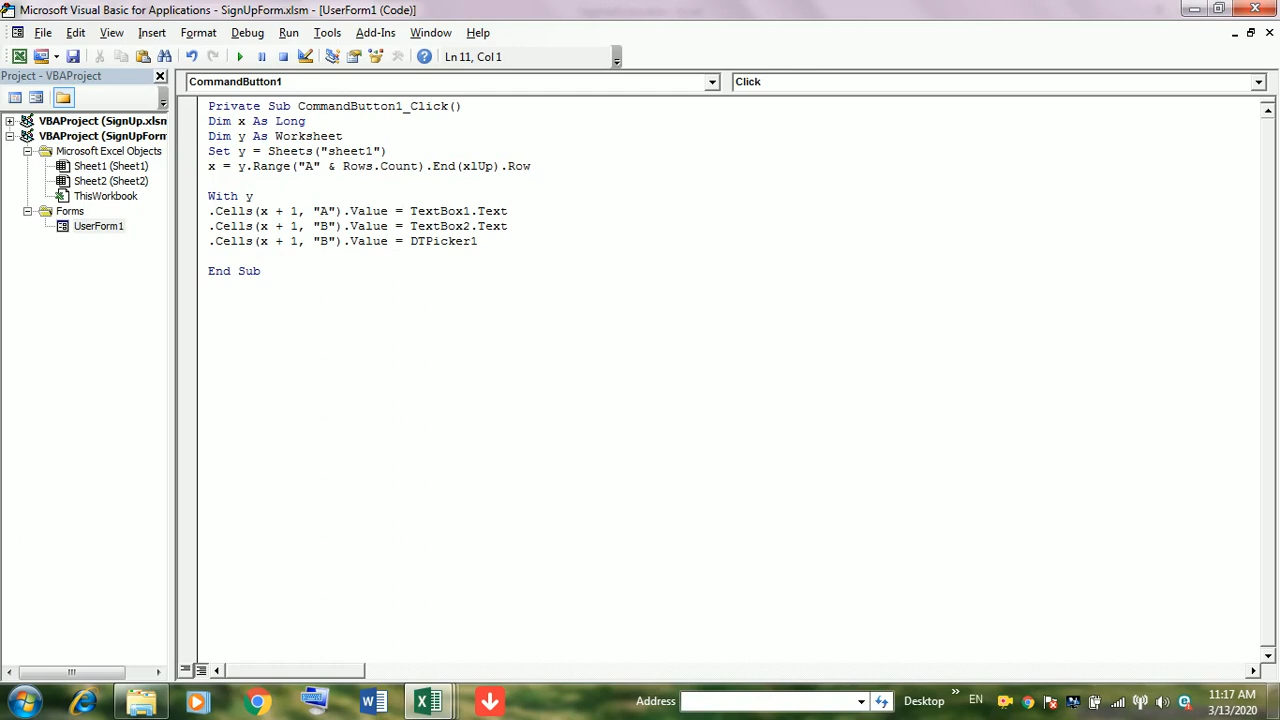 Microsoft Visual Basic for Applications - SignUpForm.xlsm - [UserForm1 (Code)]
File Edit View Insert Format Debug Run Tools Add-Ins Window Help
Ln 11, Col 1
Project - VBAProject
VBAProject (SignUp.xlsm
VBAProject (SignUpForm
Microsoft Excel Objects
Sheet1 (Sheet1)
Sheet2 (Sheet2)
ThisWorkbook
Forms
UserForm1
CommandButton1 Click
Private Sub CommandButton1_Click()
Dim x As Long
Dim y As Worksheet
Set y = Sheets("sheet1")
x = y.Range("A" & Rows.Count).End(xlUp).Row
With y
.Cells(x + 1, "A").Value = TextBox1.Text
.Cells(x + 1, "B").Value = TextBox2.Text
.Cells(x + 1, "B").Value = DTPicker1
End Sub
Address Desktop » EN 11:17 AM
3/13/2020